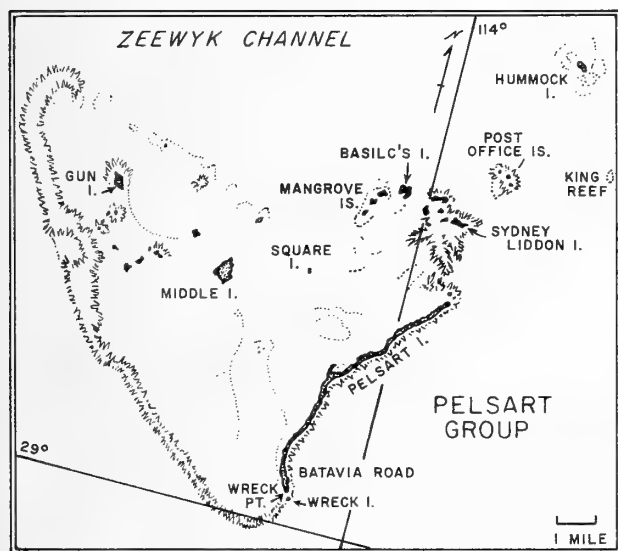 ZEEWYK CHANNEL
N
114°
HUMMOCK
I.
POST
OFFICE IS.
KING
REEF
BASILC'S I.
MANGROVE
IS.
GUN
I.
SYDNEY
LIDDON I.
SQUARE
I.
MIDDLE I.
PELSART I.
PELSART
GROUP
29°
BATAVIA ROAD
WRECK
PT.
WRECK I.
1 MILE